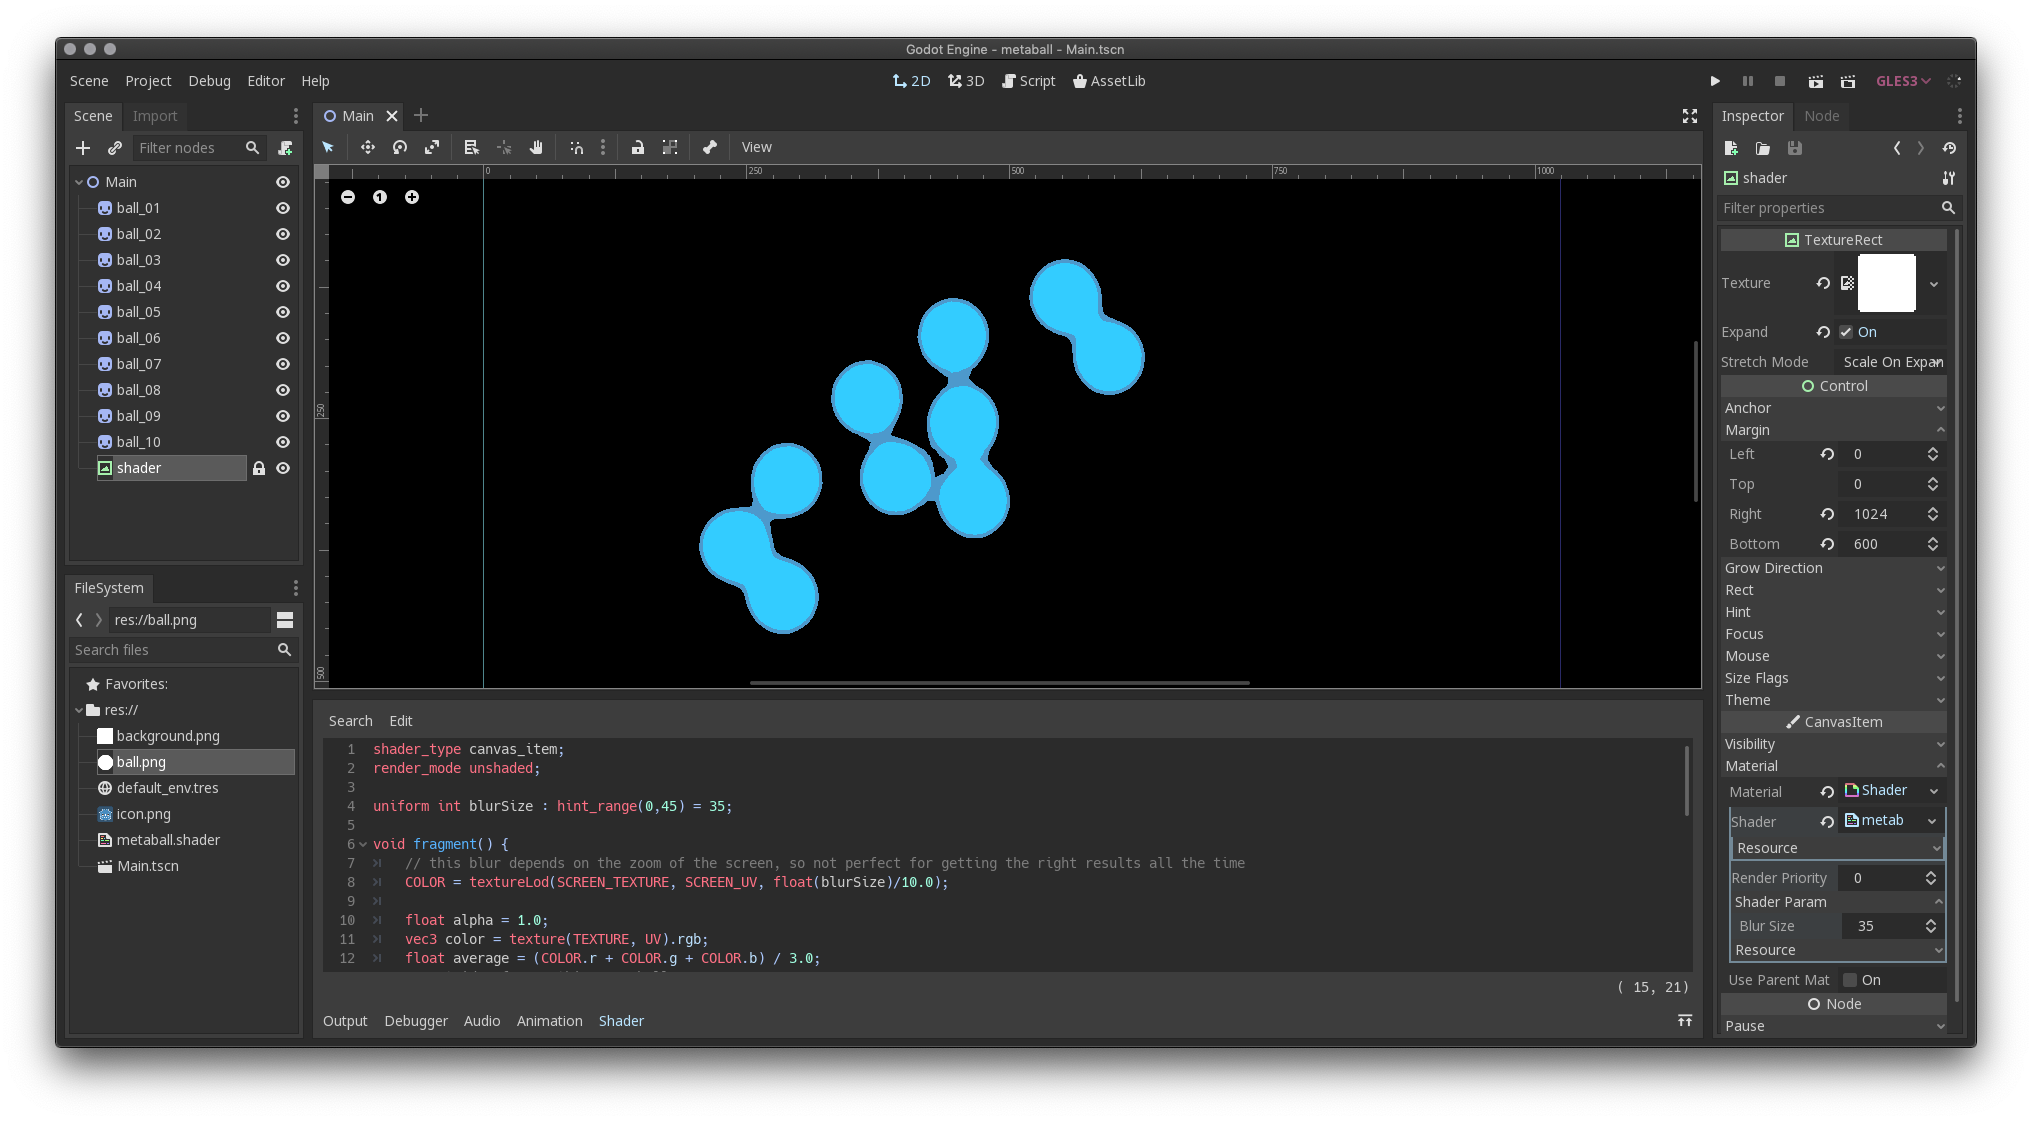 Godot Engine - metaball - Main.tscn
Scene Project Debug Editor Help
2D 3D Script AssetLib
GLES3
Scene Import
Filter nodes
Main
ball_01
ball_02
ball_03
ball_04
ball_05
ball_06
ball_07
ball_08
ball_09
ball_10
shader
FileSystem
res://ball.png
Search files
Favorites:
res://
background.png
ball.png
default_env.tres
icon.png
metaball.shader
Main.tscn
Main
View
0 250 500 750 1000
250
500
1
Search Edit
1 shader_type canvas_item;
2 render_mode unshaded;
3
4 uniform int blurSize : hint_range(0,45) = 35;
5
6 void fragment() {
7 // this blur depends on the zoom of the screen, so not perfect for getting the right results all the time
8 COLOR = textureLod(SCREEN_TEXTURE, SCREEN_UV, float(blurSize)/10.0);
9
10 float alpha = 1.0;
11 vec3 color = texture(TEXTURE, UV).rgb;
12 float average = (COLOR.r + COLOR.g + COLOR.b) / 3.0;
( 15, 21)
Output Debugger Audio Animation Shader
Inspector Node
shader
Filter properties
TextureRect
Texture
Expand On
Stretch Mode Scale On Expan
Control
Anchor
Margin
Left 0
Top 0
Right 1024
Bottom 600
Grow Direction
Rect
Hint
Focus
Mouse
Size Flags
Theme
CanvasItem
Visibility
Material
Material Shader
Shader metab
Resource
Render Priority 0
Shader Param
Blur Size 35
Resource
Use Parent Mat On
Node
Pause